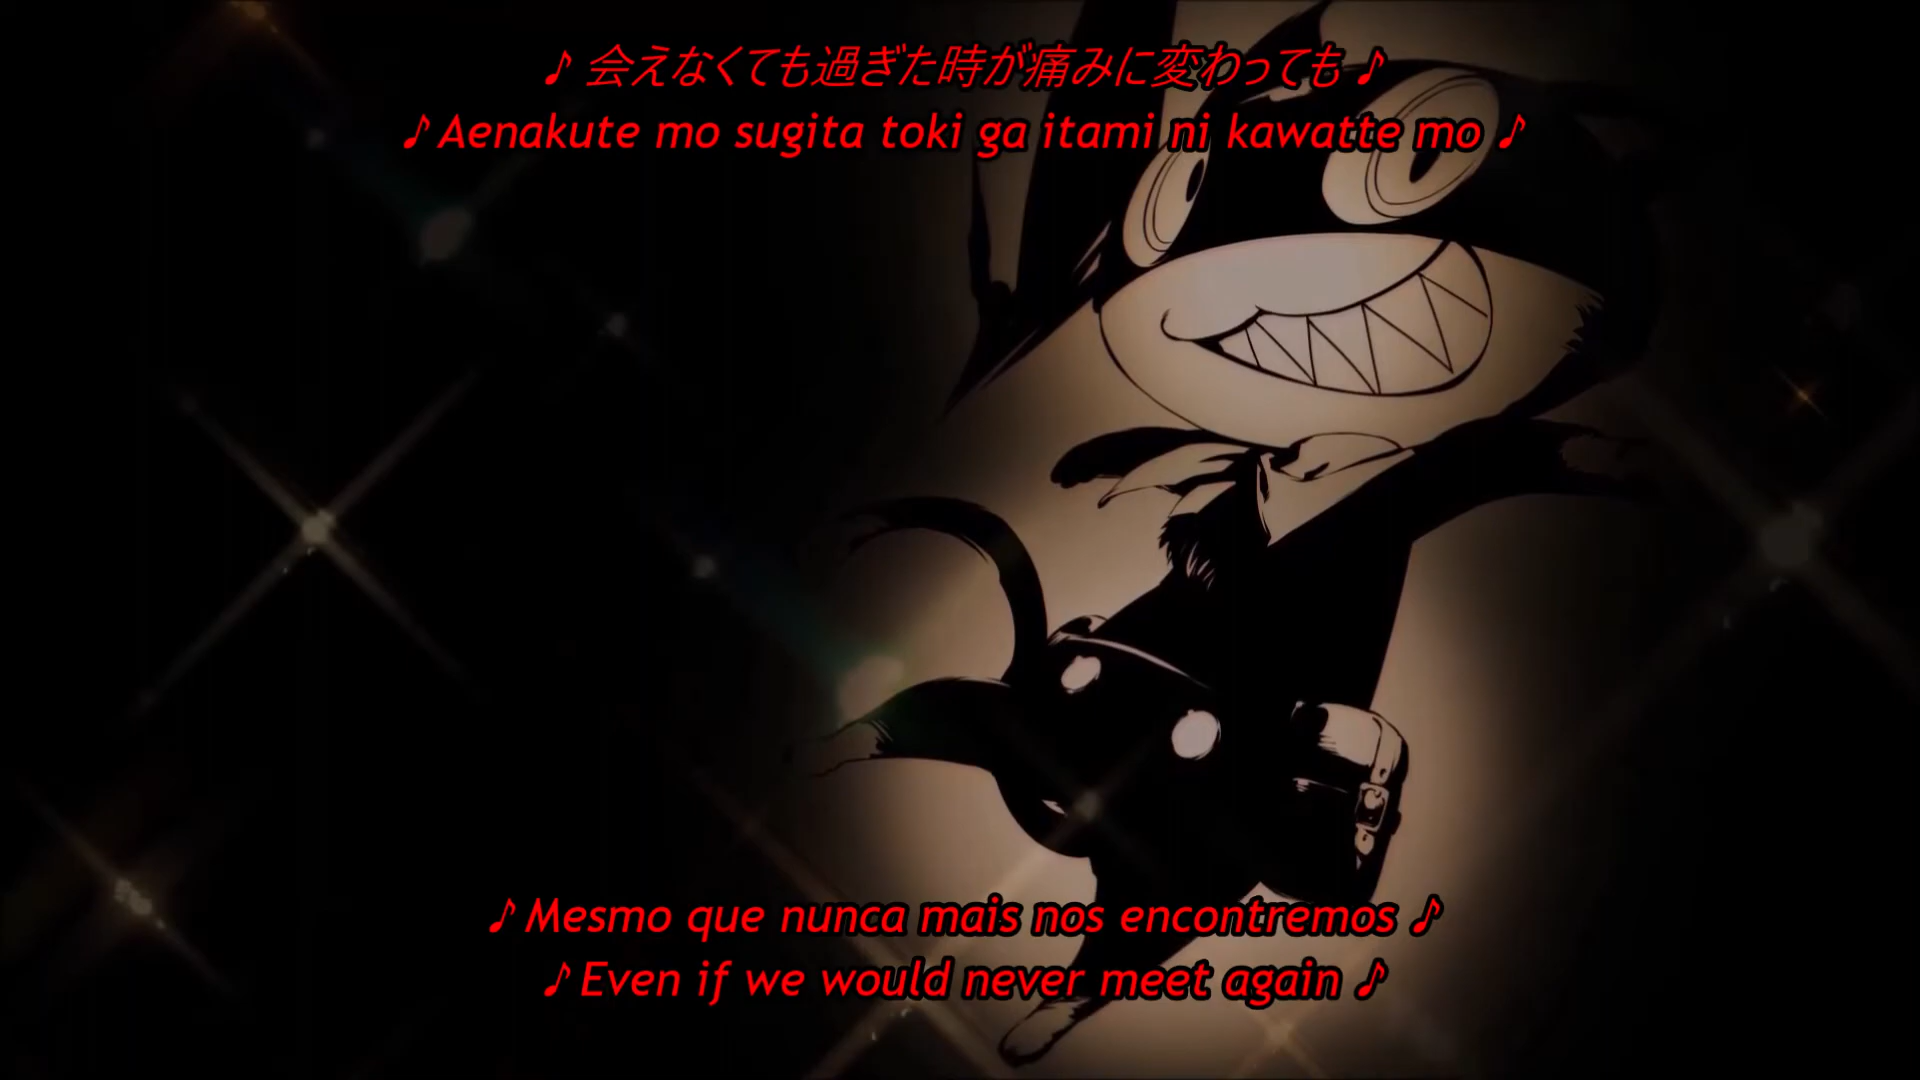 ♪ 会えなくても過ぎた時が痛みに変わっても ♪
♪ Aenakute mo sugita toki ga itami ni kawatte mo ♪
♪ Mesmo que nunca mais nos encontremos ♪
♪ Even if we would never meet again ♪